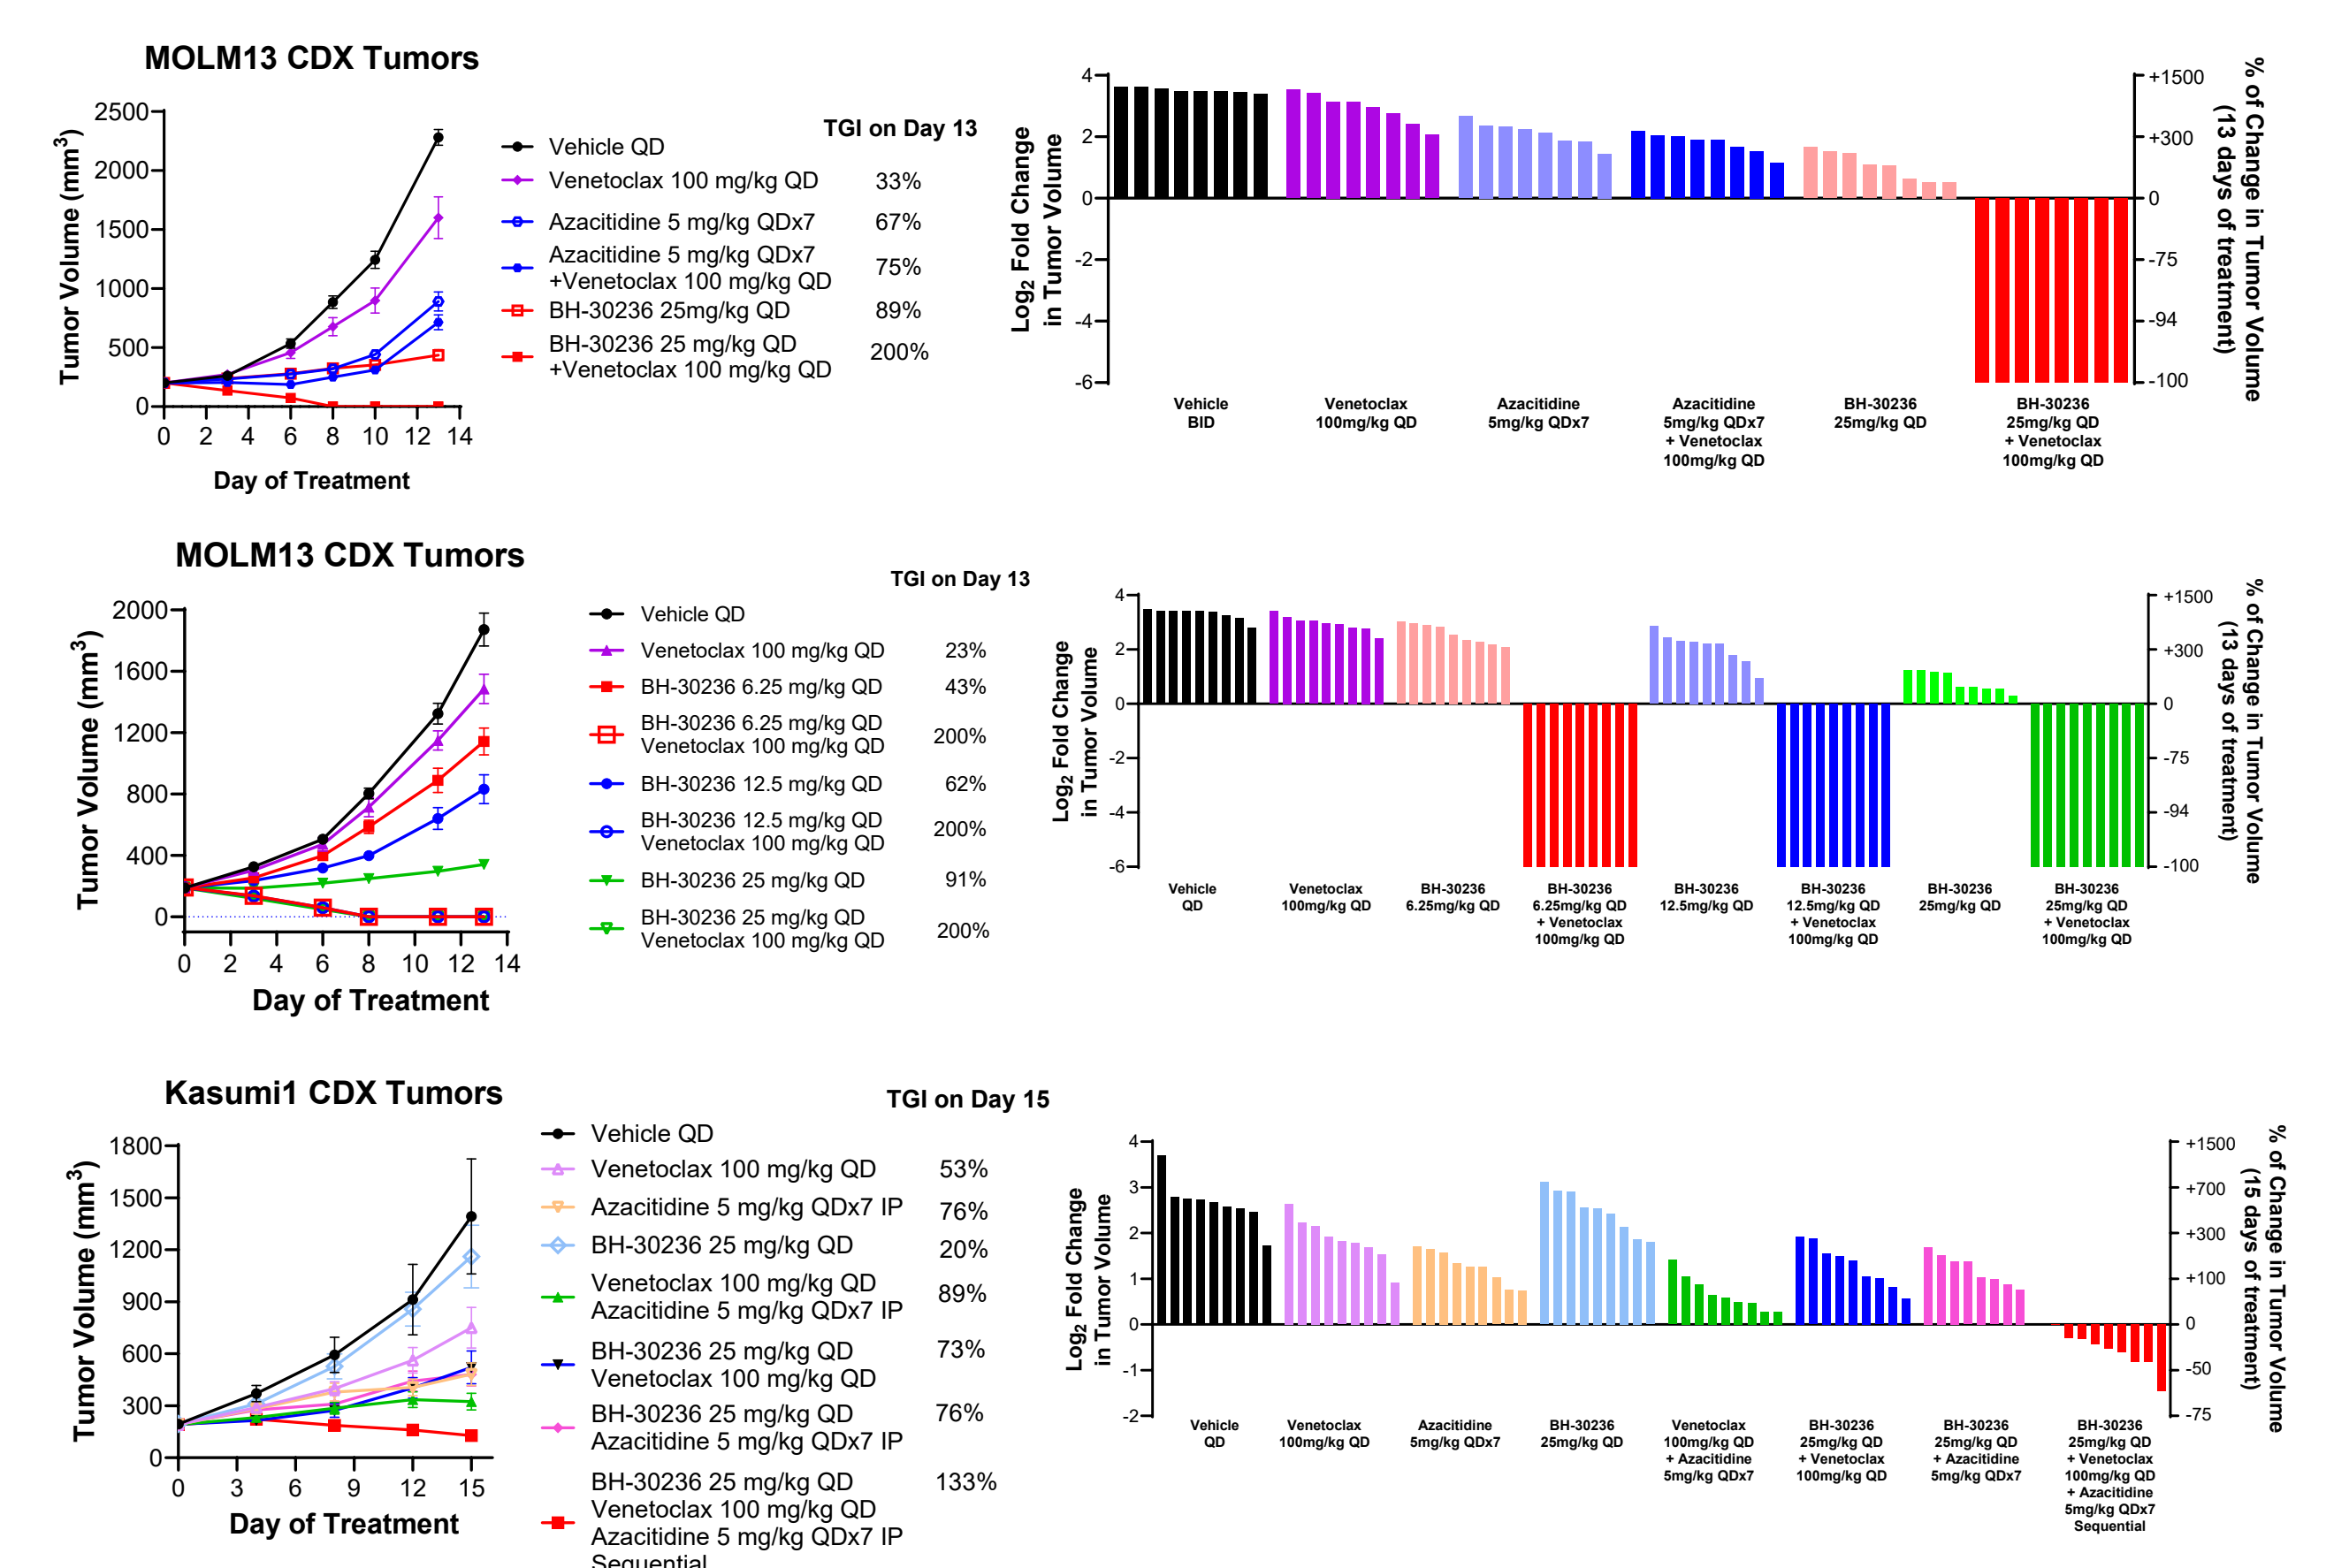 MOLM13 CDX Tumors
Tumor Volume (mm³)
2500
2000
1500
1000
500
0
0 2 4 6 8 10 12 14
Day of Treatment
TGI on Day 13
Vehicle QD
Venetoclax 100 mg/kg QD 33%
Azacitidine 5 mg/kg QDx7 67%
Azacitidine 5 mg/kg QDx7
+Venetoclax 100 mg/kg QD 75%
BH-30236 25mg/kg QD 89%
BH-30236 25 mg/kg QD
+Venetoclax 100 mg/kg QD 200%
Log₂ Fold Change
in Tumor Volume
4
2
0
-2
-4
-6
+1500
+300
0
-75
-94
-100
% of Change in Tumor Volume
(13 days of treatment)
Vehicle
BID
Venetoclax
100mg/kg QD
Azacitidine
5mg/kg QDx7
Azacitidine
5mg/kg QDx7
+ Venetoclax
100mg/kg QD
BH-30236
25mg/kg QD
BH-30236
25mg/kg QD
+ Venetoclax
100mg/kg QD
MOLM13 CDX Tumors
Tumor Volume (mm³)
2000
1600
1200
800
400
0
0 2 4 6 8 10 12 14
Day of Treatment
TGI on Day 13
Vehicle QD
Venetoclax 100 mg/kg QD 23%
BH-30236 6.25 mg/kg QD 43%
BH-30236 6.25 mg/kg QD
Venetoclax 100 mg/kg QD 200%
BH-30236 12.5 mg/kg QD 62%
BH-30236 12.5 mg/kg QD
Venetoclax 100 mg/kg QD 200%
BH-30236 25 mg/kg QD 91%
BH-30236 25 mg/kg QD
Venetoclax 100 mg/kg QD 200%
Log₂ Fold Change
in Tumor Volume
4
2
0
-2
-4
-6
+1500
+300
0
-75
-94
-100
% of Change in Tumor Volume
(13 days of treatment)
Vehicle
QD
Venetoclax
100mg/kg QD
BH-30236
6.25mg/kg QD
BH-30236
6.25mg/kg QD
+ Venetoclax
100mg/kg QD
BH-30236
12.5mg/kg QD
BH-30236
12.5mg/kg QD
+ Venetoclax
100mg/kg QD
BH-30236
25mg/kg QD
BH-30236
25mg/kg QD
+ Venetoclax
100mg/kg QD
Kasumi1 CDX Tumors
Tumor Volume (mm³)
1800
1500
1200
900
600
300
0
0 3 6 9 12 15
Day of Treatment
TGI on Day 15
Vehicle QD
Venetoclax 100 mg/kg QD 53%
Azacitidine 5 mg/kg QDx7 IP 76%
BH-30236 25 mg/kg QD 20%
Venetoclax 100 mg/kg QD
Azacitidine 5 mg/kg QDx7 IP 89%
BH-30236 25 mg/kg QD 73%
Venetoclax 100 mg/kg QD
BH-30236 25 mg/kg QD 76%
Azacitidine 5 mg/kg QDx7 IP
BH-30236 25 mg/kg QD 133%
Venetoclax 100 mg/kg QD
Azacitidine 5 mg/kg QDx7 IP
Sequential
Log₂ Fold Change
in Tumor Volume
4
3
2
1
0
-1
-2
+1500
+700
+300
+100
0
-50
-75
% of Change in Tumor Volume
(15 days of treatment)
Vehicle
QD
Venetoclax
100mg/kg QD
Azacitidine
5mg/kg QDx7
BH-30236
25mg/kg QD
Venetoclax
100mg/kg QD
+ Azacitidine
5mg/kg QDx7
BH-30236
25mg/kg QD
+ Venetoclax
100mg/kg QD
BH-30236
25mg/kg QD
+ Azacitidine
5mg/kg QDx7
BH-30236
25mg/kg QD
+ Venetoclax
100mg/kg QD
+ Azacitidine
5mg/kg QDx7
Sequential